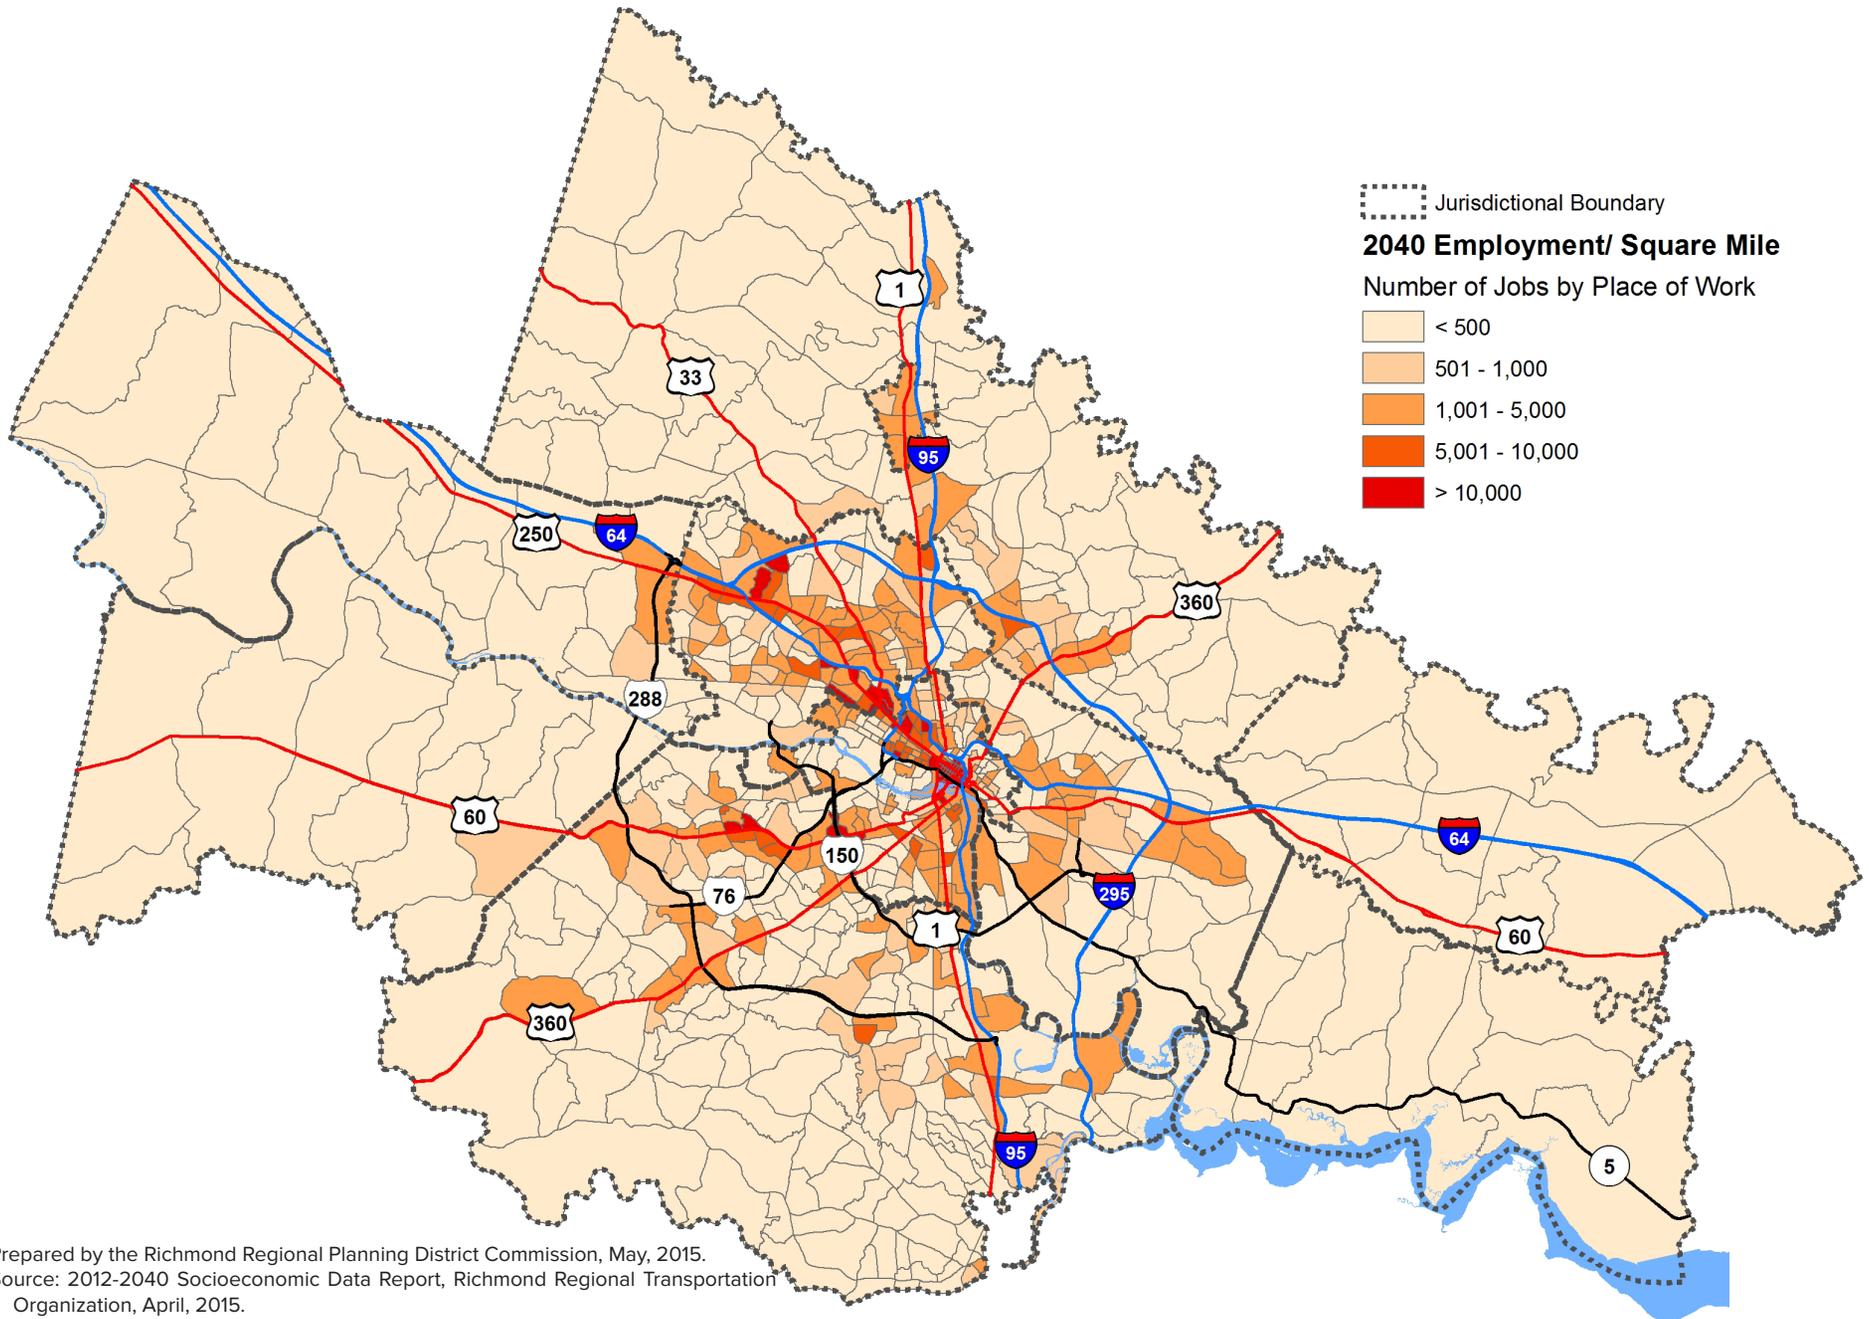 Jurisdictional Boundary
2040 Employment/ Square Mile
Number of Jobs by Place of Work
< 500
501 - 1,000
1,001 - 5,000
5,001 - 10,000
> 10,000
1
33
95
250
64
360
288
60
64
150
76
295
1
60
360
95
5
repared by the Richmond Regional Planning District Commission, May, 2015.
ource: 2012-2040 Socioeconomic Data Report, Richmond Regional Transportation
Organization, April, 2015.